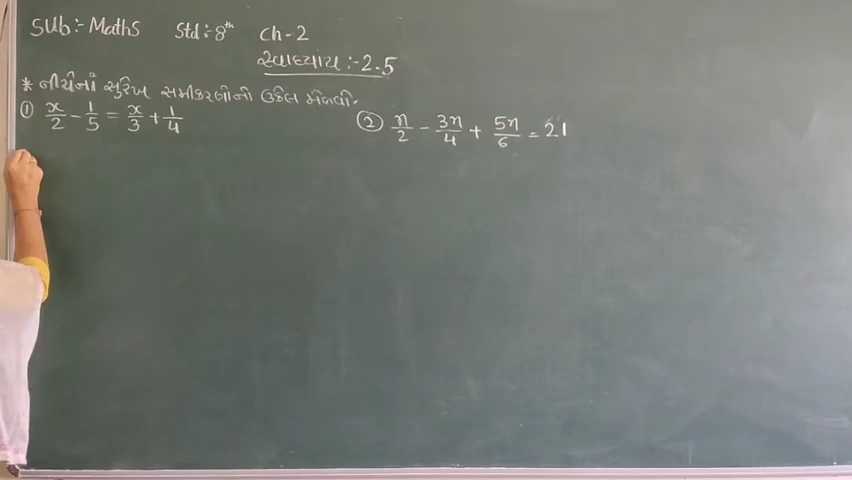 Sub:- Maths Std:- 8th Ch-2
સ્વાધ્યાય :- 2.5
* નીચેનાં સુરેખ સમીકરણોનો ઉકેલ મેળવો.
① x/2 - 1/5 = x/3 + 1/4
② n/2 - 3n/4 + 5n/6 = 21